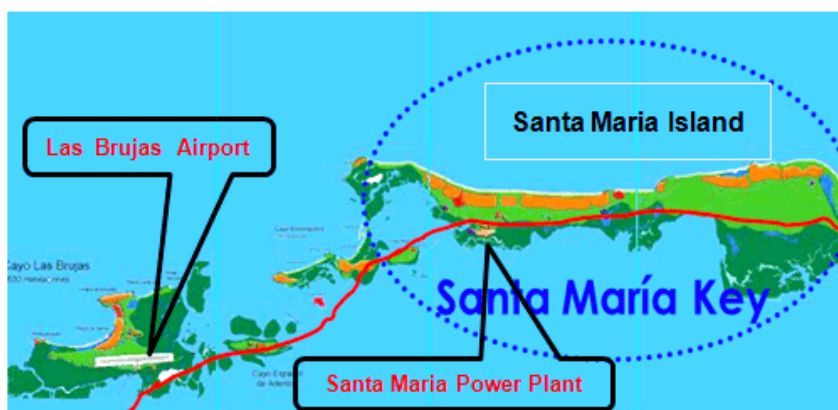 Santa Maria Island
Las Brujas Airport
Cayo Las Brujas
Santa María Key
Santa Maria Power Plant